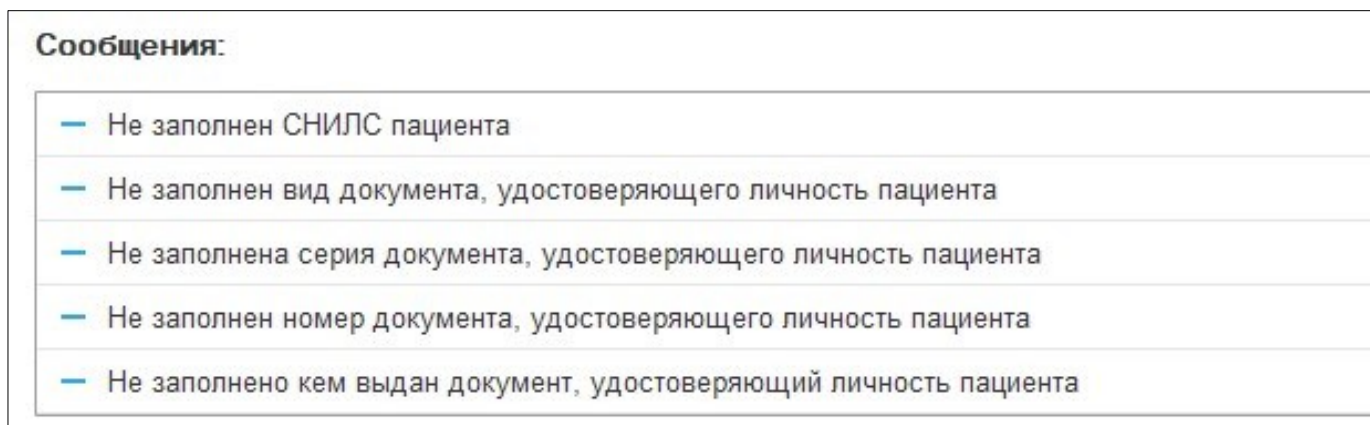 Сообщения:
Не заполнен СНИЛС пациента
Не заполнен вид документа, удостоверяющего личность пациента
Не заполнена серия документа, удостоверяющего личность пациента
Не заполнен номер документа, удостоверяющего личность пациента
Не заполнено кем выдан документ, удостоверяющий личность пациента